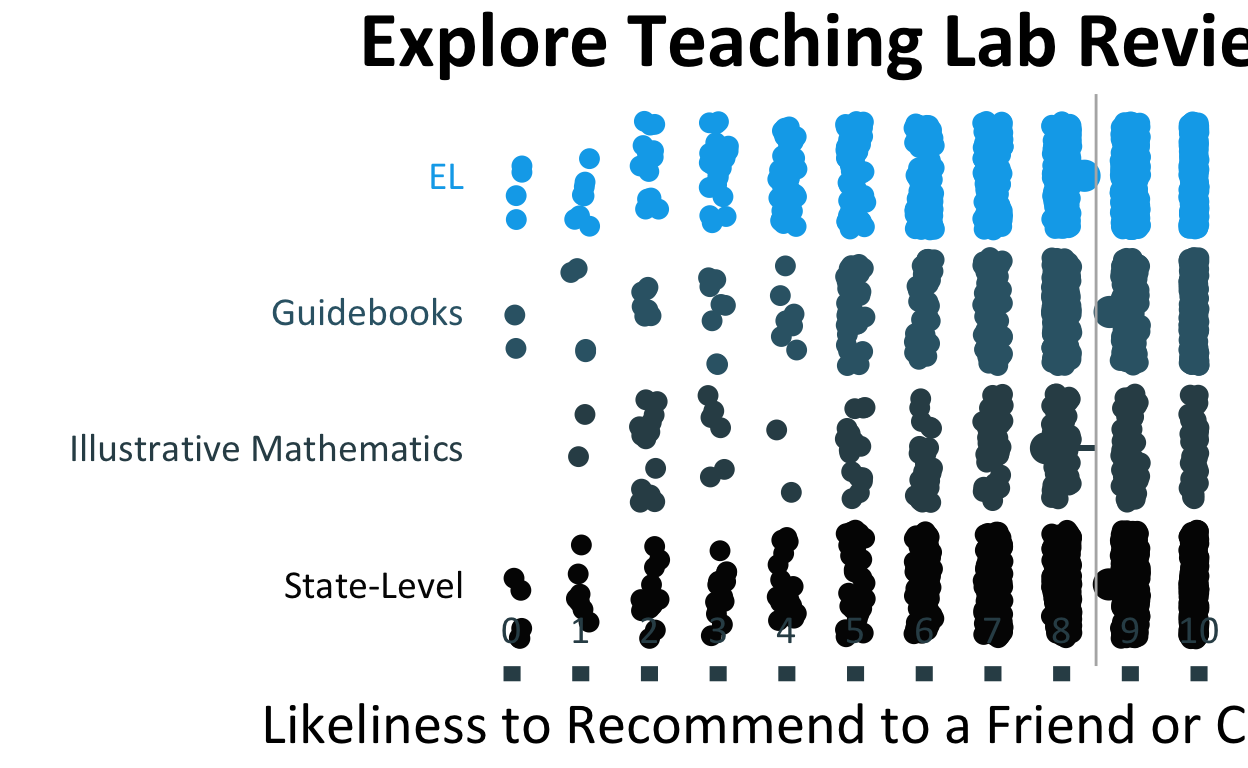 Explore Teaching Lab Revie
EL
Guidebooks
Illustrative Mathematics
State-Level
0 1 2 3 4 5 6 7 8 9 10
Likeliness to Recommend to a Friend or C